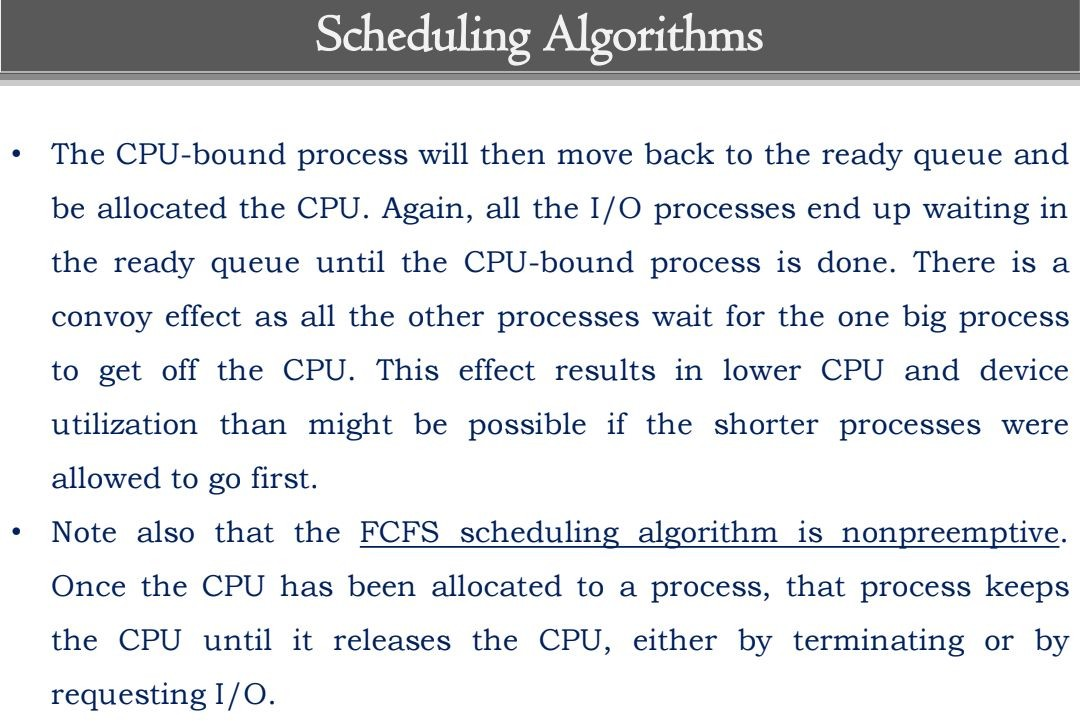 Scheduling Algorithms
• The CPU-bound process will then move back to the ready queue and
be allocated the CPU. Again, all the I/O processes end up waiting in
the ready queue until the CPU-bound process is done. There is a
convoy effect as all the other processes wait for the one big process
to get off the CPU. This effect results in lower CPU and device
utilization than might be possible if the shorter processes were
allowed to go first.
• Note also that the FCFS scheduling algorithm is nonpreemptive.
Once the CPU has been allocated to a process, that process keeps
the CPU until it releases the CPU, either by terminating or by
requesting I/O.